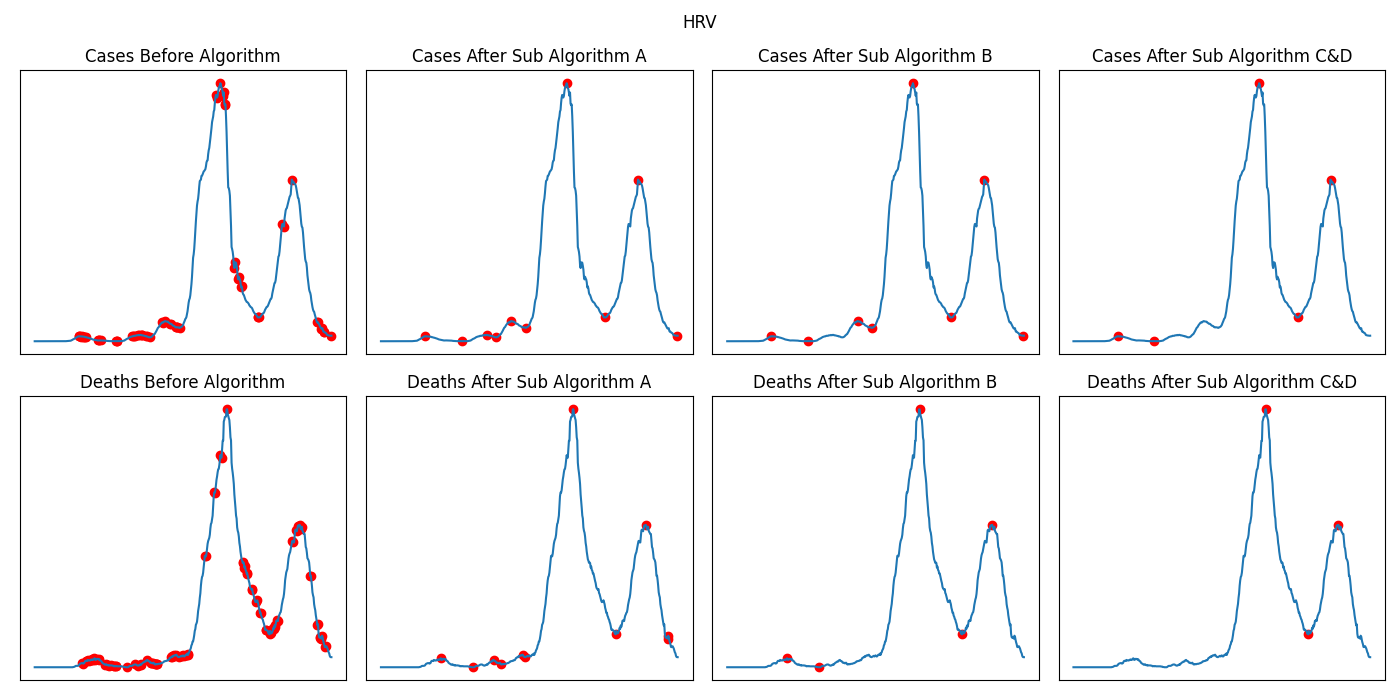 HRV
Cases Before Algorithm
Cases After Sub Algorithm A
Cases After Sub Algorithm B
Cases After Sub Algorithm C&D
Deaths Before Algorithm
Deaths After Sub Algorithm A
Deaths After Sub Algorithm B
Deaths After Sub Algorithm C&D